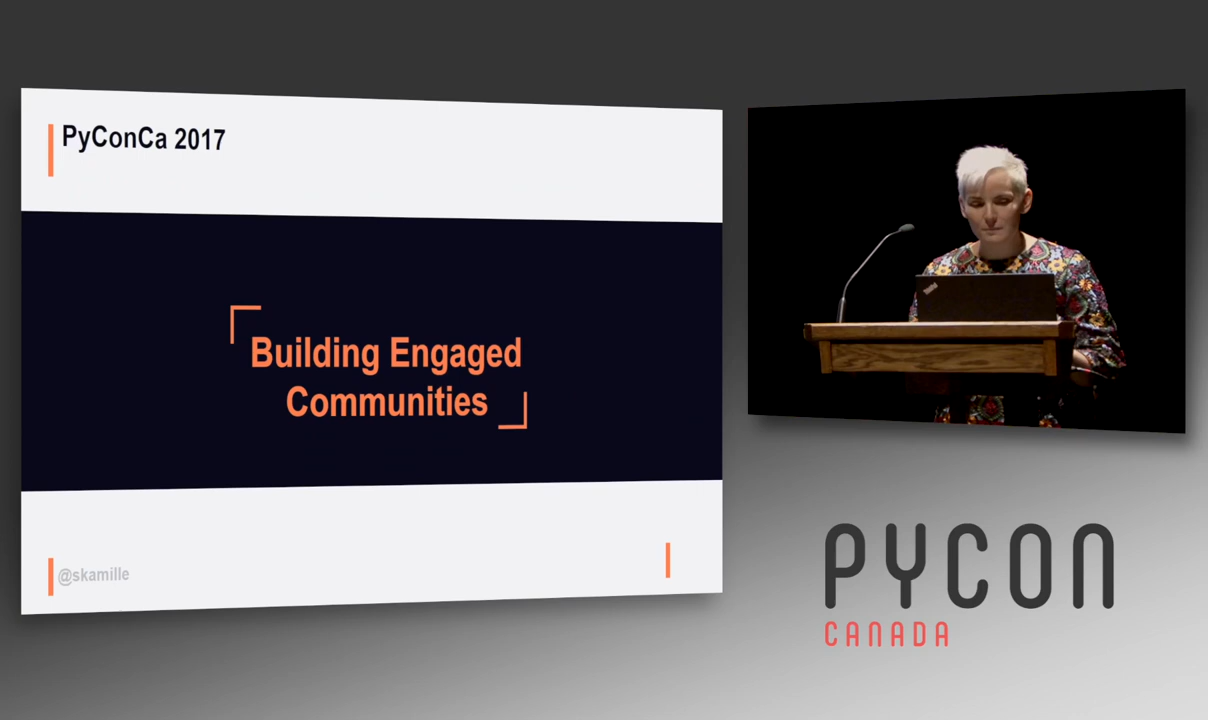 PyConCa 2017
Building Engaged
Communities
@skamille
PYCON
CANADA